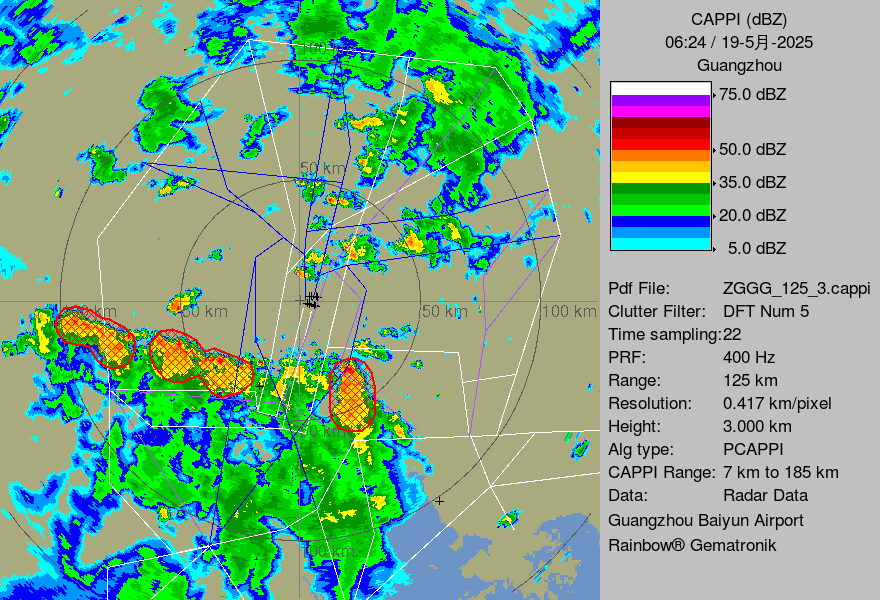 CAPPI (dBZ)
06:24 / 19-5月-2025
Guangzhou
75.0 dBZ
50.0 dBZ
35.0 dBZ
20.0 dBZ
5.0 dBZ
Pdf File: ZGGG_125_3.cappi
Clutter Filter: DFT Num 5
Time sampling:22
PRF: 400 Hz
Range: 125 km
Resolution: 0.417 km/pixel
Height: 3.000 km
Alg type: PCAPPI
CAPPI Range: 7 km to 185 km
Data: Radar Data
Guangzhou Baiyun Airport
Rainbow® Gematronik
100 km
50 km
100 km
50 km
50 km
100 km
50 km
100 km